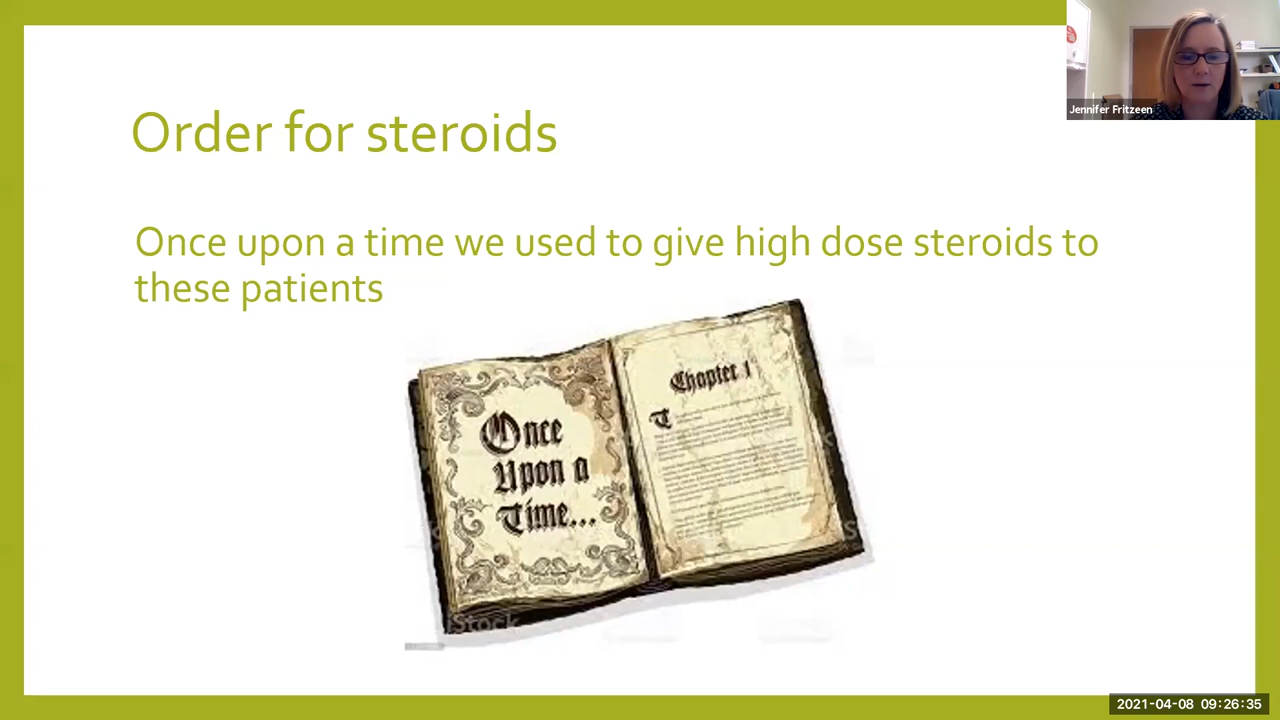 Jennifer Fritzeen
Order for steroids
Once upon a time we used to give high dose steroids to
these patients
Once
Upon a
Time...
Chapter 1
T
iStock
2021-04-08 09:26:35